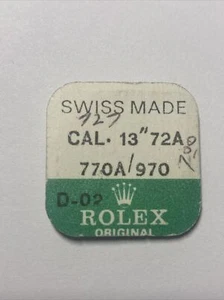 SWISS MADE
727
CAL. 13''' 72A
770A/970
D-02
ROLEX
ORIGINAL